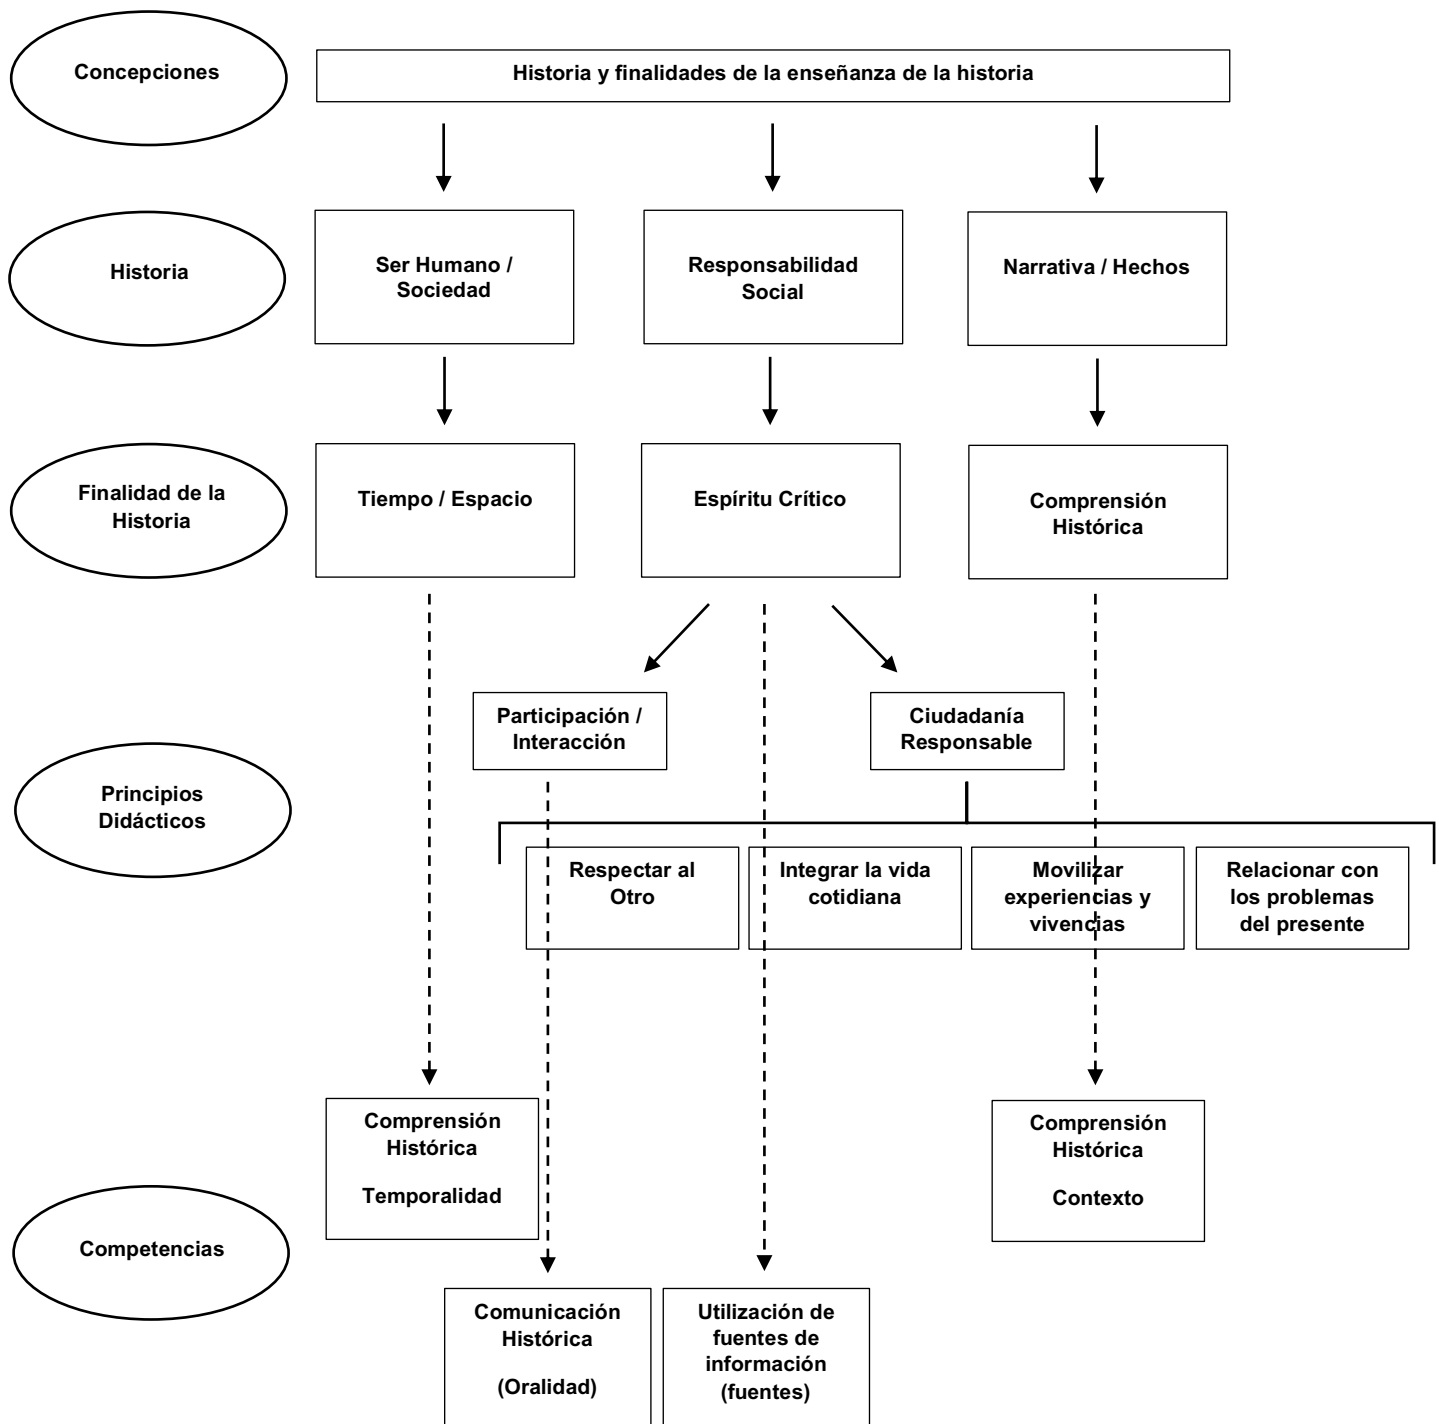 Concepciones
Historia y finalidades de la enseñanza de la historia
Historia
Ser Humano /
Sociedad
Responsabilidad
Social
Narrativa / Hechos
Finalidad de la
Historia
Tiempo / Espacio
Espíritu Crítico
Comprensión
Histórica
Principios
Didácticos
Participación /
Interacción
Ciudadanía
Responsable
Respectar al
Otro
Integrar la vida
cotidiana
Movilizar
experiencias y
vivencias
Relacionar con
los problemas
del presente
Competencias
Comprensión
Histórica
Temporalidad
Comprensión
Histórica
Contexto
Comunicación
Histórica
(Oralidad)
Utilización de
fuentes de
información
(fuentes)